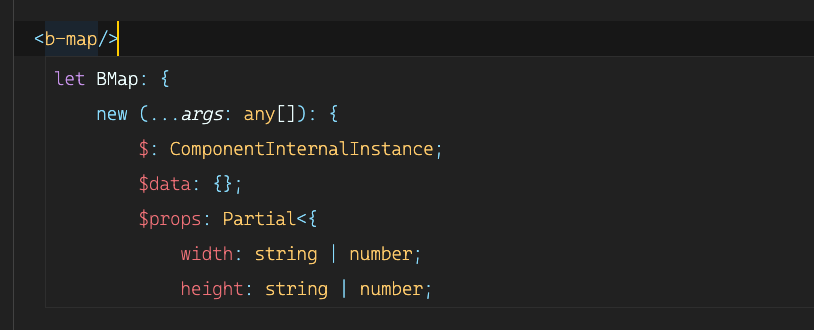 <b-map/>
let BMap: {
new (...args: any[]): {
$: ComponentInternalInstance;
$data: {};
$props: Partial<{
width: string | number;
height: string | number;